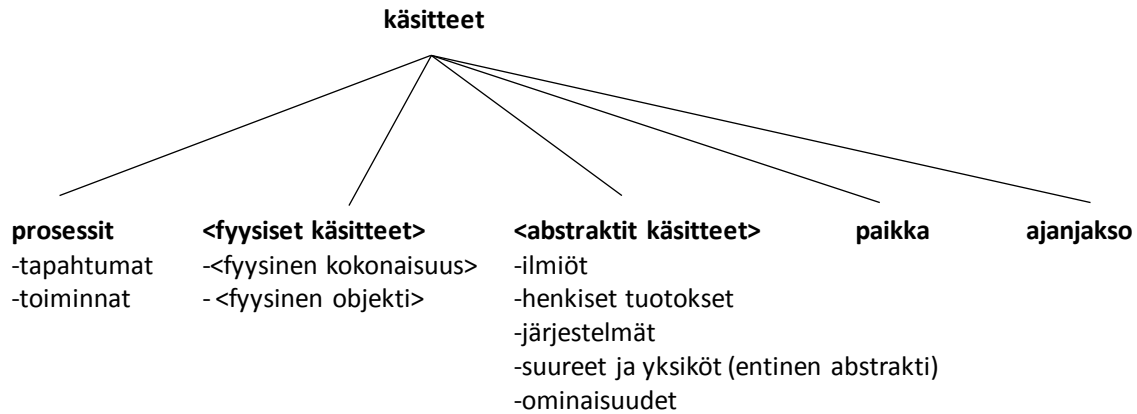 käsitteet
prosessit <fyysiset käsitteet> <abstraktit käsitteet> paikka ajanjakso
-tapahtumat -<fyysinen kokonaisuus> -ilmiöt
-toiminnat - <fyysinen objekti> -henkiset tuotokset
-järjestelmät
-suureet ja yksiköt (entinen abstrakti)
-ominaisuudet